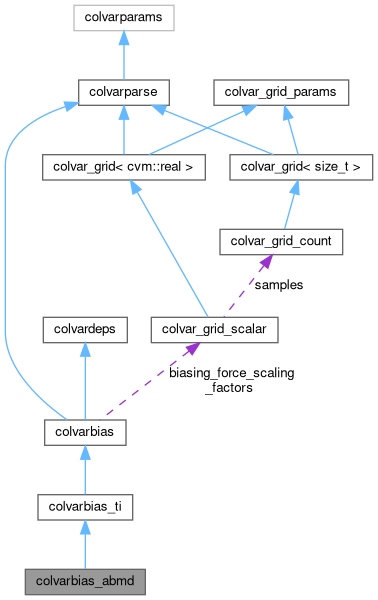 colvarparams
colvarparse
colvar_grid_params
colvar_grid< cvm::real >
colvar_grid< size_t >
colvar_grid_count
samples
colvardeps
colvar_grid_scalar
biasing_force_scaling
_factors
colvarbias
colvarbias_ti
colvarbias_abmd